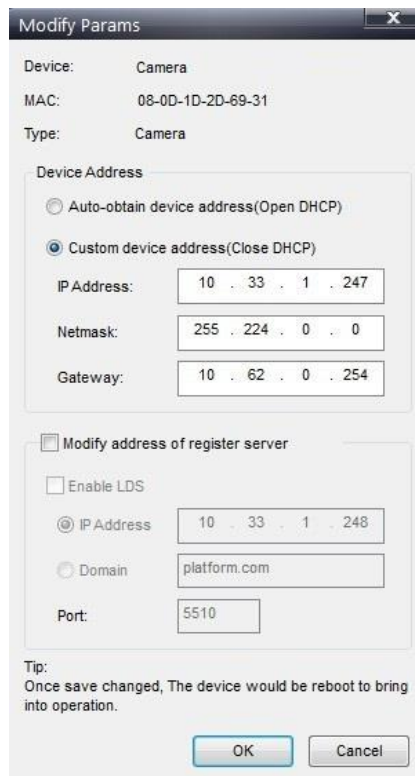 Modify Params
x
Device: Camera
MAC: 08-0D-1D-2D-69-31
Type: Camera
Device Address
Auto-obtain device address(Open DHCP)
Custom device address(Close DHCP)
IP Address: 10 . 33 . 1 . 247
Netmask: 255 . 224 . 0 . 0
Gateway: 10 . 62 . 0 . 254
Modify address of register server
Enable LDS
IP Address 10 . 33 . 1 . 248
Domain platform.com
Port: 5510
Tip:
Once save changed, The device would be reboot to bring
into operation.
OK Cancel